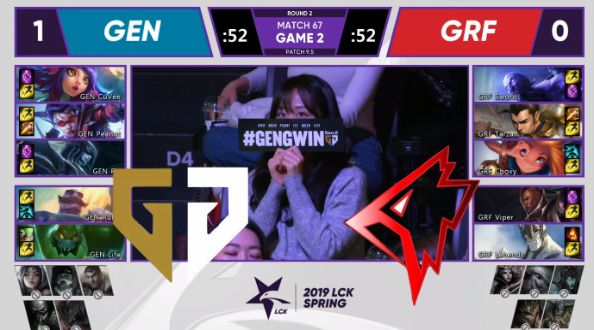 1
GEN
:52
ROUND 2
MATCH 67
GAME 2
PATCH 9.5
:52
GRF
0
GEN CuVee
GEN Peanut
GEN
GEN Life
GRF Sword
GRF Tarzan
GRF Chovy
GRF Viper
GRF Lehends
#GENGWIN
D4
LCK
2019 LCK
SPRING